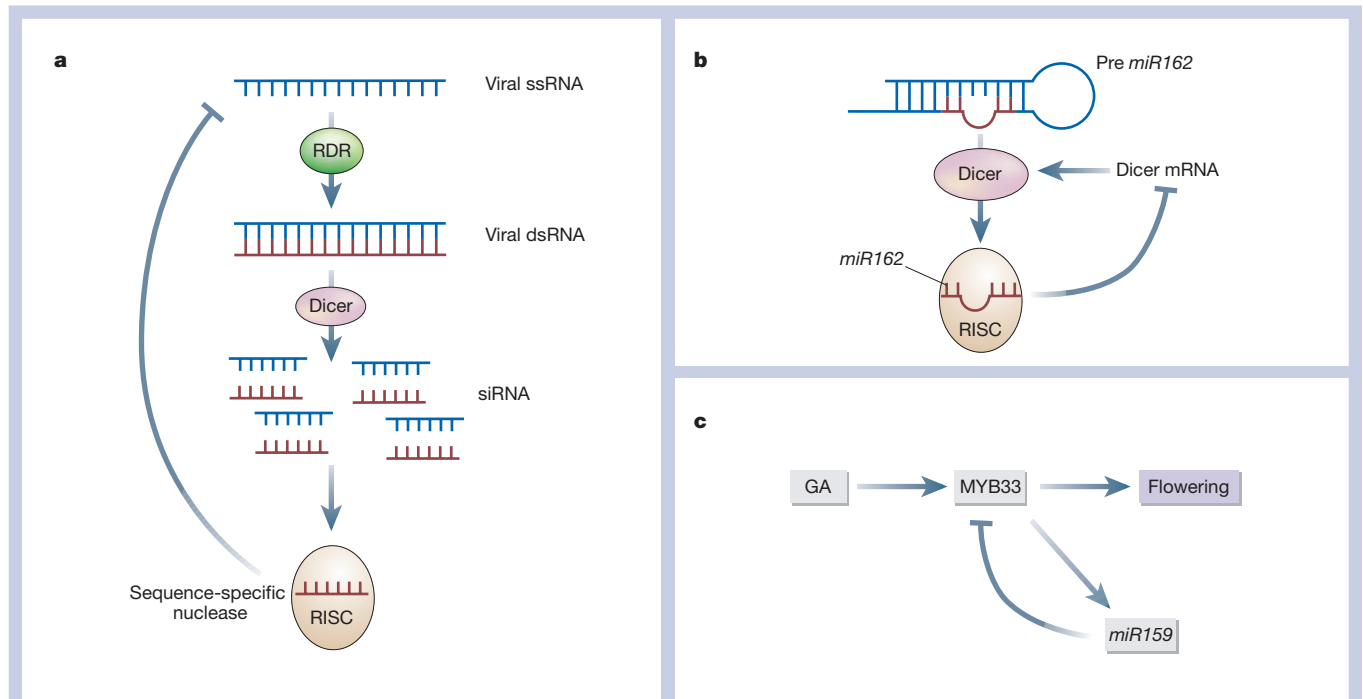 a
Viral ssRNA
RDR
Viral dsRNA
Dicer
siRNA
Sequence-specific
nuclease
RISC
b
Pre miR162
Dicer
Dicer mRNA
miR162
RISC
c
GA
MYB33
Flowering
miR159